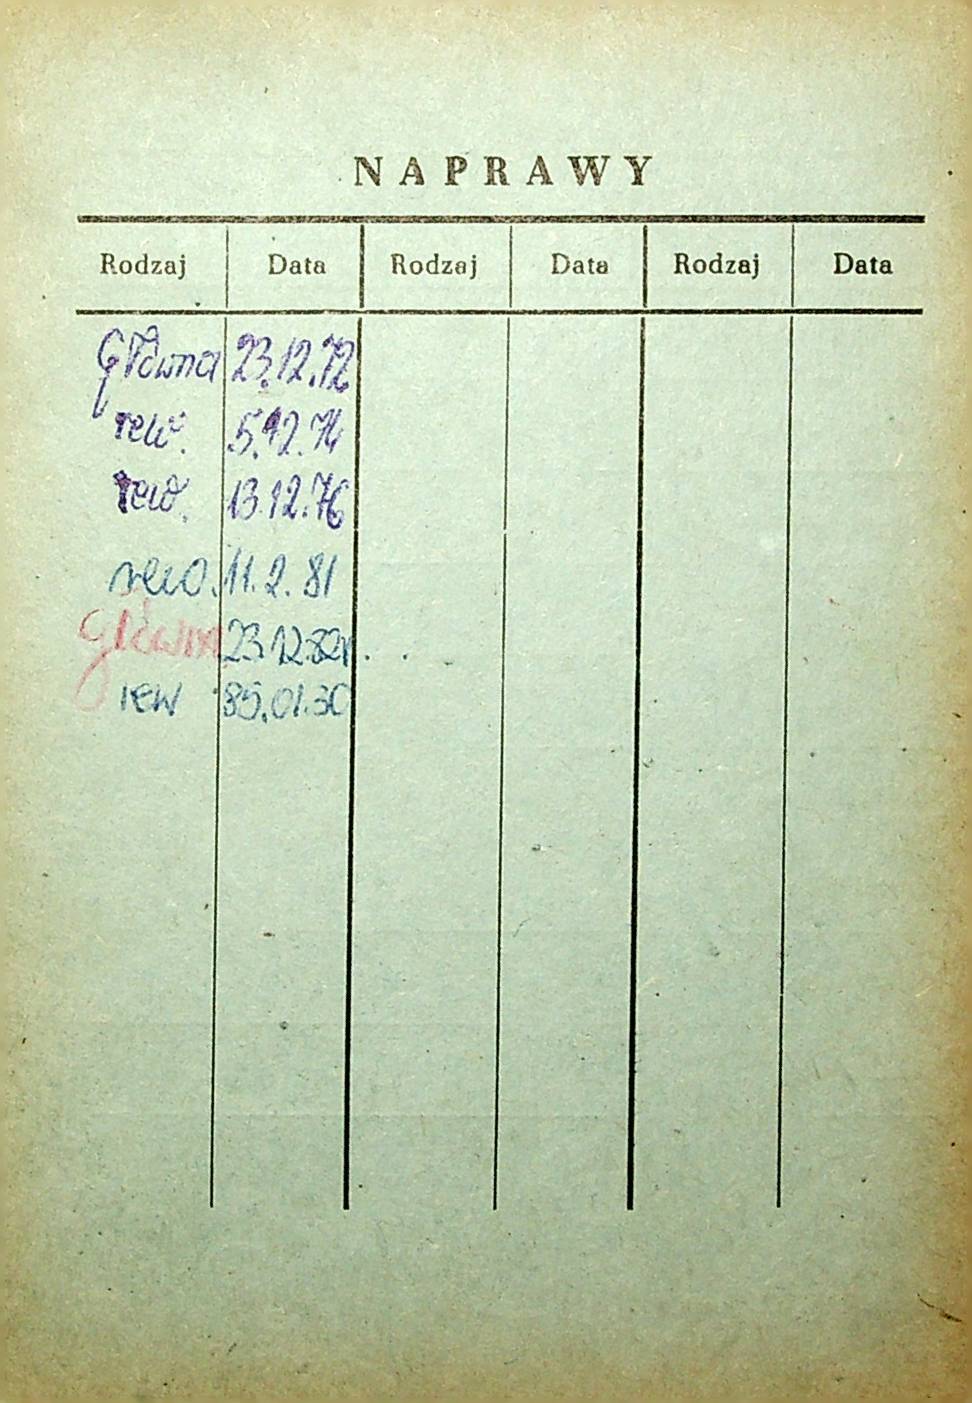 NAPRAWY
Rodzaj Data Rodzaj Data Rodzaj Data
Główna 23.12.72
rew. 5.12.74
rew. 13.12.76
rew. 11.2.81
Główna 23.12.82r.
rew 85.01.30